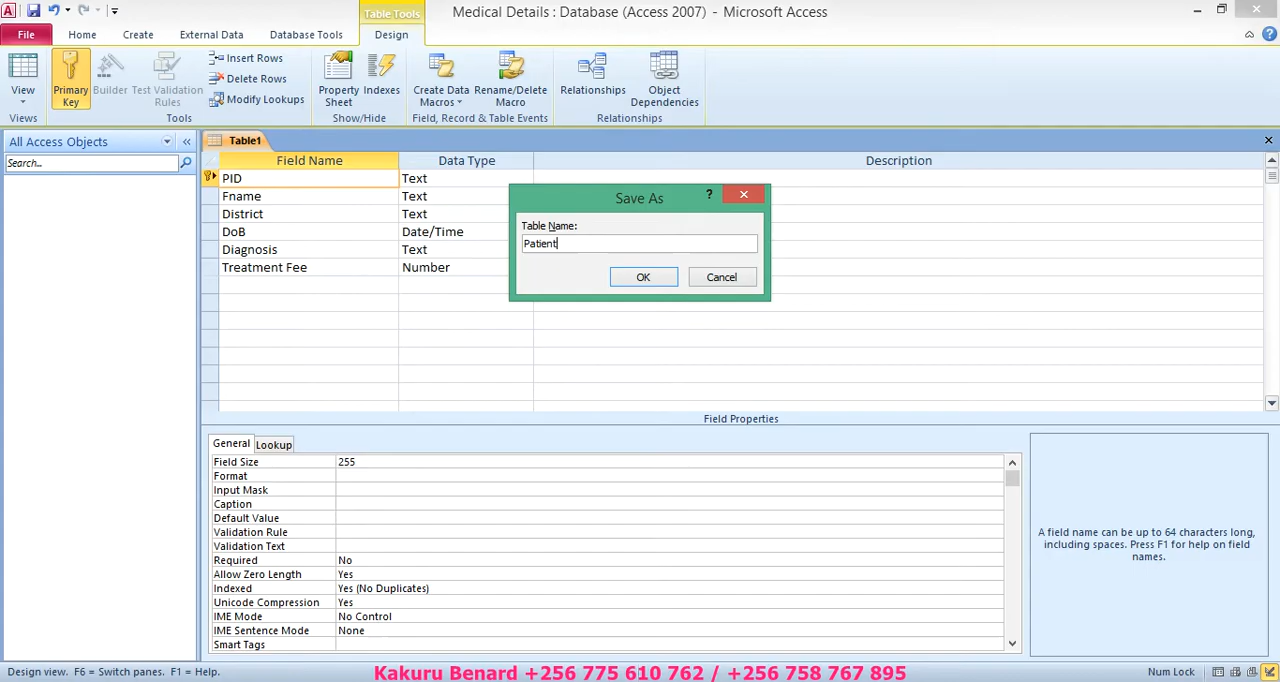 Table Tools
Medical Details : Database (Access 2007) - Microsoft Access
File Home Create External Data Database Tools Design
View
Views
Primary Key
Builder
Test Validation Rules
Insert Rows
Delete Rows
Modify Lookups
Tools
Property Sheet
Indexes
Show/Hide
Create Data Macros
Rename/Delete Macro
Field, Record & Table Events
Relationships
Object Dependencies
Relationships
All Access Objects
Search...
Table1
Field Name Data Type Description
PID Text
Fname Text
District Text
DoB Date/Time
Diagnosis Text
Treatment Fee Number
Save As
Table Name:
Patient
OK Cancel
Field Properties
General Lookup
Field Size 255
Format
Input Mask
Caption
Default Value
Validation Rule
Validation Text
Required No
Allow Zero Length Yes
Indexed Yes (No Duplicates)
Unicode Compression Yes
IME Mode No Control
IME Sentence Mode None
Smart Tags
A field name can be up to 64 characters long,
including spaces. Press F1 for help on field
names.
Design view. F6 = Switch panes. F1 = Help.
Kakuru Benard +256 775 610 762 / +256 758 767 895
Num Lock